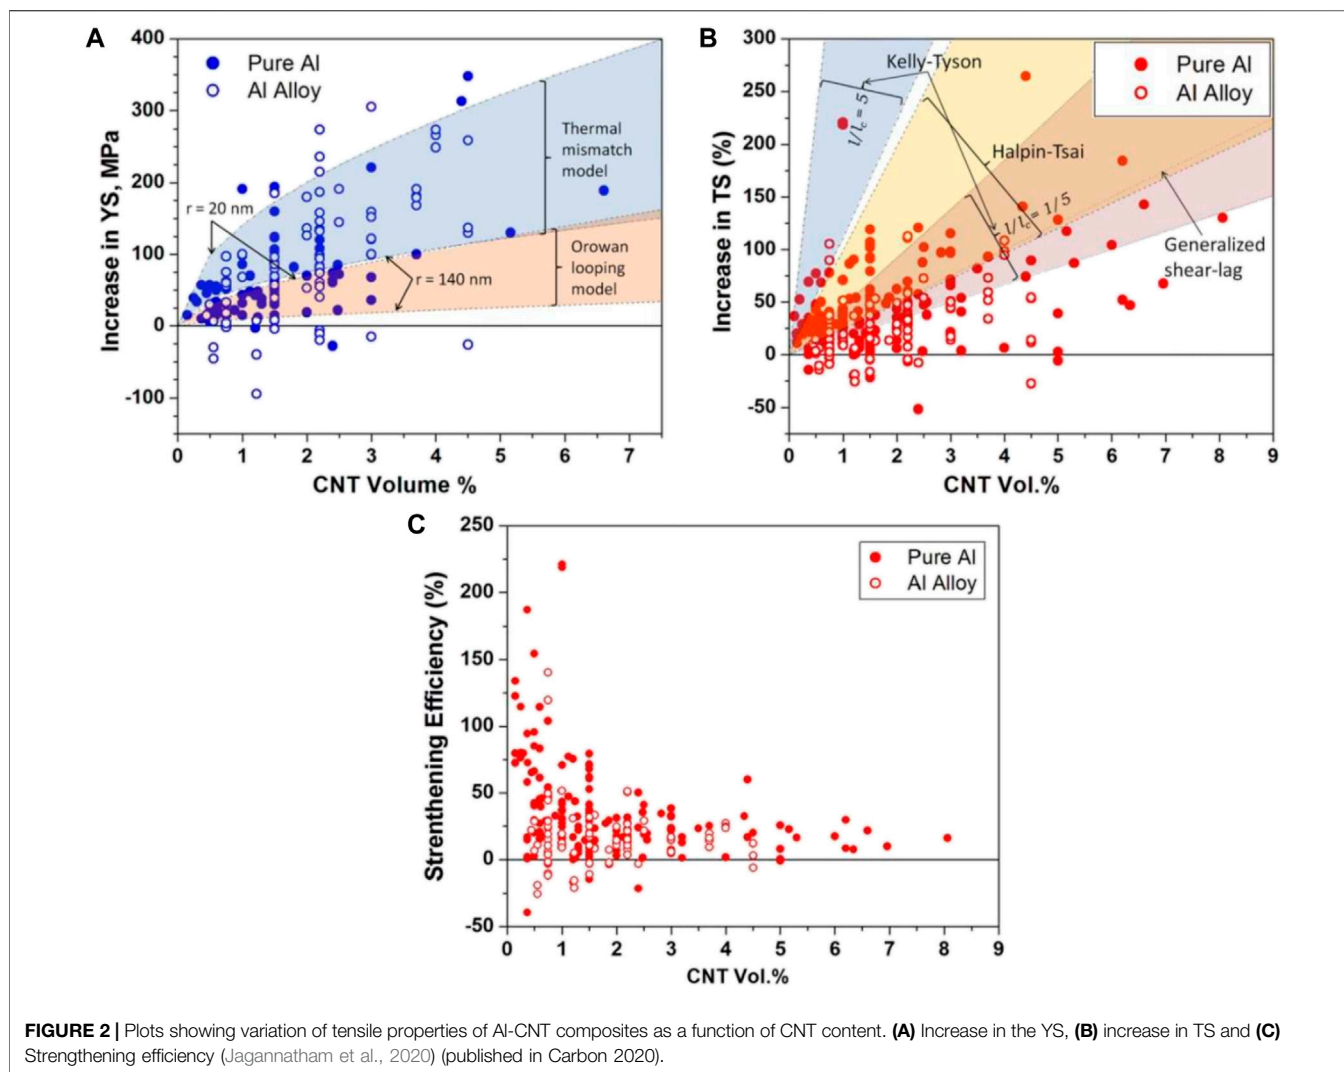 A
400
300
200
100
0
-100
0 1 2 3 4 5 6 7
Increase in YS, MPa
CNT Volume %
Pure Al
Al Alloy
r = 20 nm
r = 140 nm
Thermal
mismatch
model
Orowan
looping
model
B
300
250
200
150
100
50
0
-50
0 1 2 3 4 5 6 7 8 9
Increase in TS (%)
CNT Vol.%
Kelly-Tyson
l/lc = 5
Halpin-Tsai
l/lc = 1/5
Generalized
shear-lag
Pure Al
Al Alloy
C
250
200
150
100
50
0
-50
0 1 2 3 4 5 6 7 8 9
Strenthening Efficiency (%)
CNT Vol.%
Pure Al
Al Alloy
FIGURE 2 | Plots showing variation of tensile properties of Al-CNT composites as a function of CNT content. (A) Increase in the YS, (B) increase in TS and (C)
Strengthening efficiency (Jagannatham et al., 2020) (published in Carbon 2020).